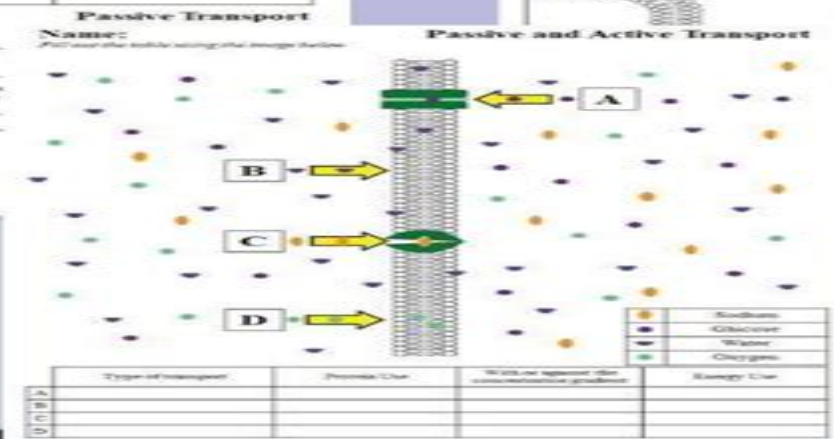 Passive Transport
Name:
Passive and Active Transport
Fill out the table using the image below
A
B
C
D
Sodium
Glucose
Water
Oxygen
Type of transport
Protein Use
With or against the concentration gradient
Energy Use
A
B
C
D